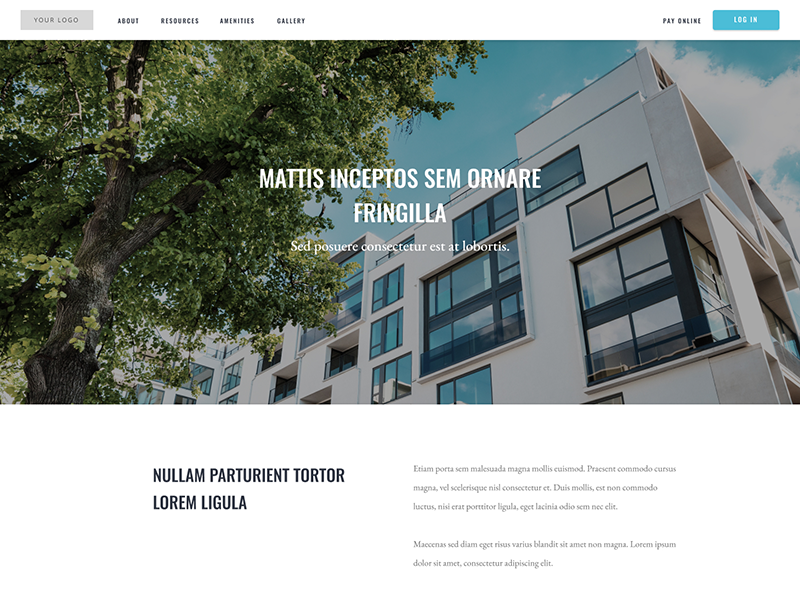 YOUR LOGO
ABOUT
RESOURCES
AMENITIES
GALLERY
PAY ONLINE
LOG IN
MATTIS INCEPTOS SEM ORNARE
FRINGILLA
Sed posuere consectetur est at lobortis.
NULLAM PARTURIENT TORTOR
LOREM LIGULA
Etiam porta sem malesuada magna mollis euismod. Praesent commodo cursus
magna, vel scelerisque nisl consectetur et. Duis mollis, est non commodo
luctus, nisi erat porttitor ligula, eget lacinia odio sem nec elit.
Maecenas sed diam eget risus varius blandit sit amet non magna. Lorem ipsum
dolor sit amet, consectetur adipiscing elit.